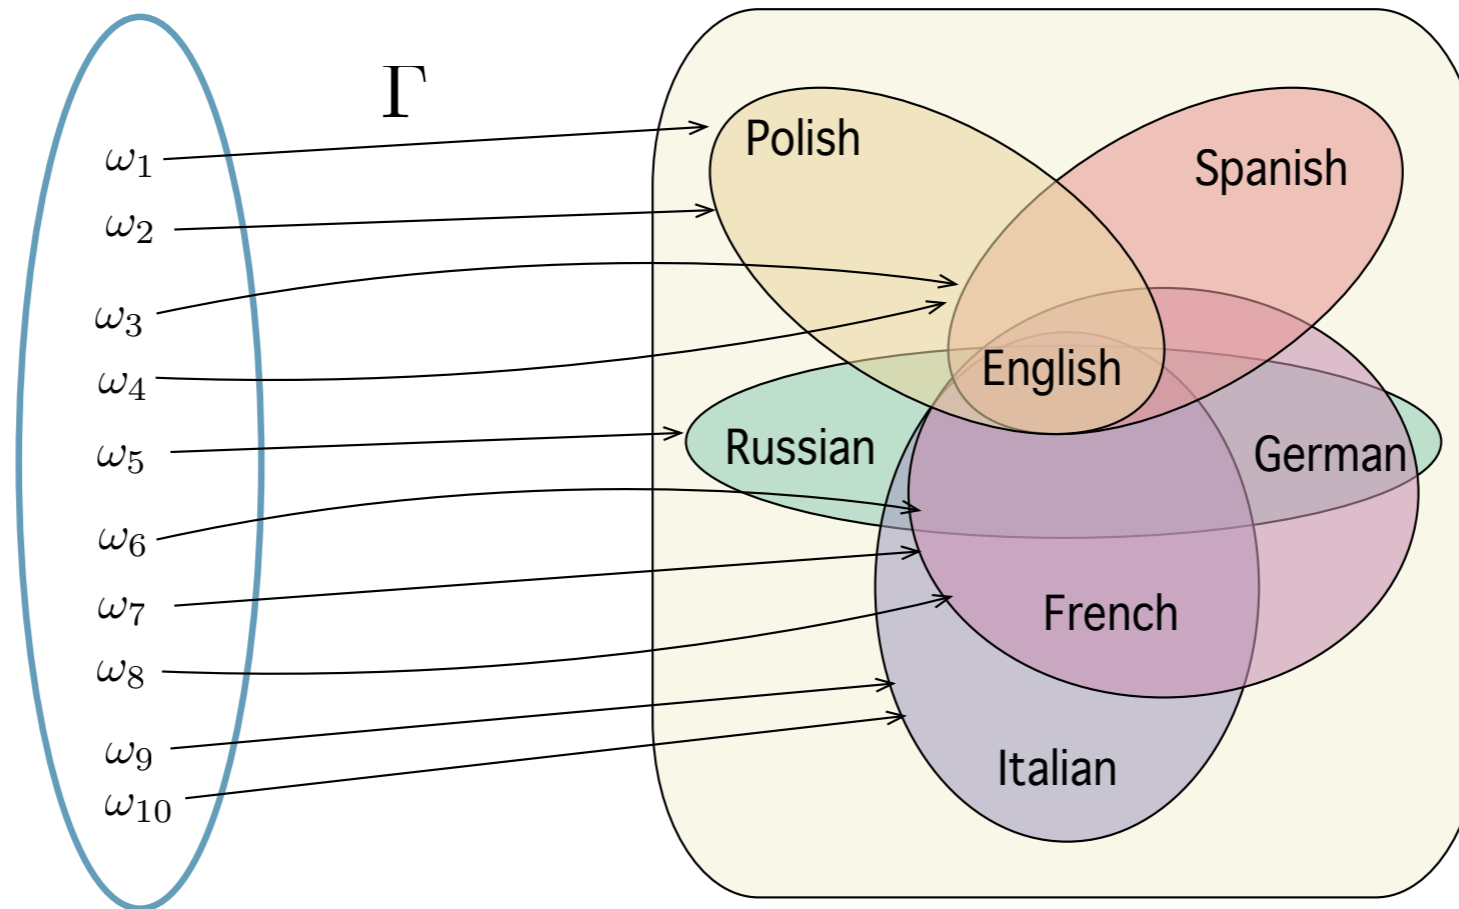 Γ
ω1
ω2
ω3
ω4
ω5
ω6
ω7
ω8
ω9
ω10
Polish
Spanish
English
Russian
German
French
Italian